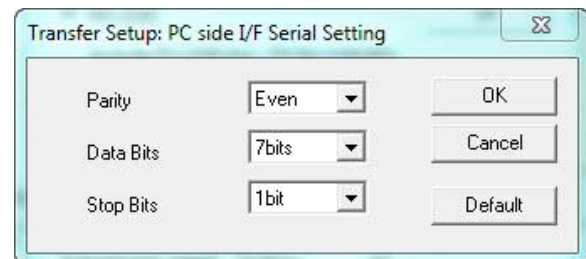 Transfer Setup: PC side I/F Serial Setting
Parity
Even
OK
Data Bits
7bits
Cancel
Stop Bits
1bit
Default